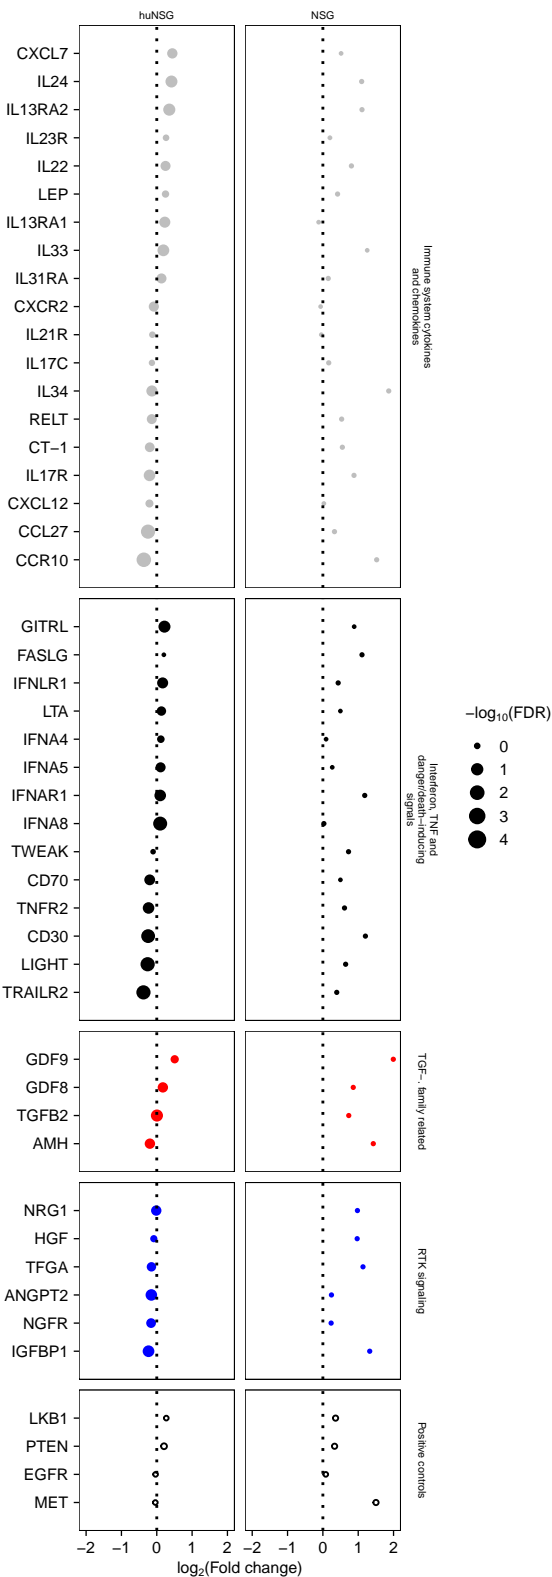 huNSG NSG
CXCL7
IL24
IL13RA2
IL23R
IL22
LEP
IL13RA1
IL33
IL31RA
CXCR2
IL21R
IL17C
IL34
RELT
CT−1
IL17R
CXCL12
CCL27
CCR10
Immune system cytokines
and chemokines
GITRL
FASLG
IFNLR1
LTA
IFNA4
IFNA5
IFNAR1
IFNA8
TWEAK
CD70
TNFR2
CD30
LIGHT
TRAILR2
Interferon, TNF and
danger/death−inducing
signals
GDF9
GDF8
TGFB2
AMH
TGF−. family related
NRG1
HGF
TFGA
ANGPT2
NGFR
IGFBP1
RTK signaling
LKB1
PTEN
EGFR
MET
Positive controls
−2 −1 0 1 2 −2 −1 0 1 2
log₂(Fold change)
−log₁₀(FDR)
0
1
2
3
4